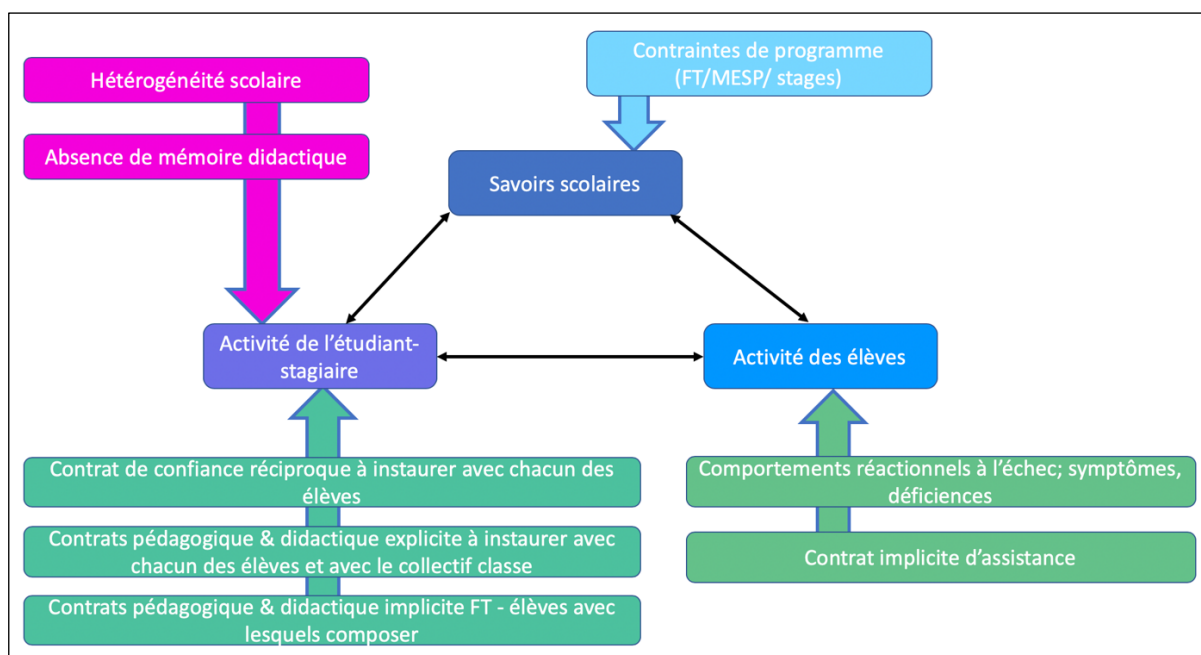 Hétérogénéité scolaire
Absence de mémoire didactique
Contraintes de programme
(FT/MESP/ stages)
Savoirs scolaires
Activité de l’étudiant-
stagiaire
Activité des élèves
Contrat de confiance réciproque à instaurer avec chacun des
élèves
Contrats pédagogique & didactique explicite à instaurer avec
chacun des élèves et avec le collectif classe
Contrats pédagogique & didactique implicite FT - élèves avec
lesquels composer
Comportements réactionnels à l’échec; symptômes,
déficiences
Contrat implicite d’assistance